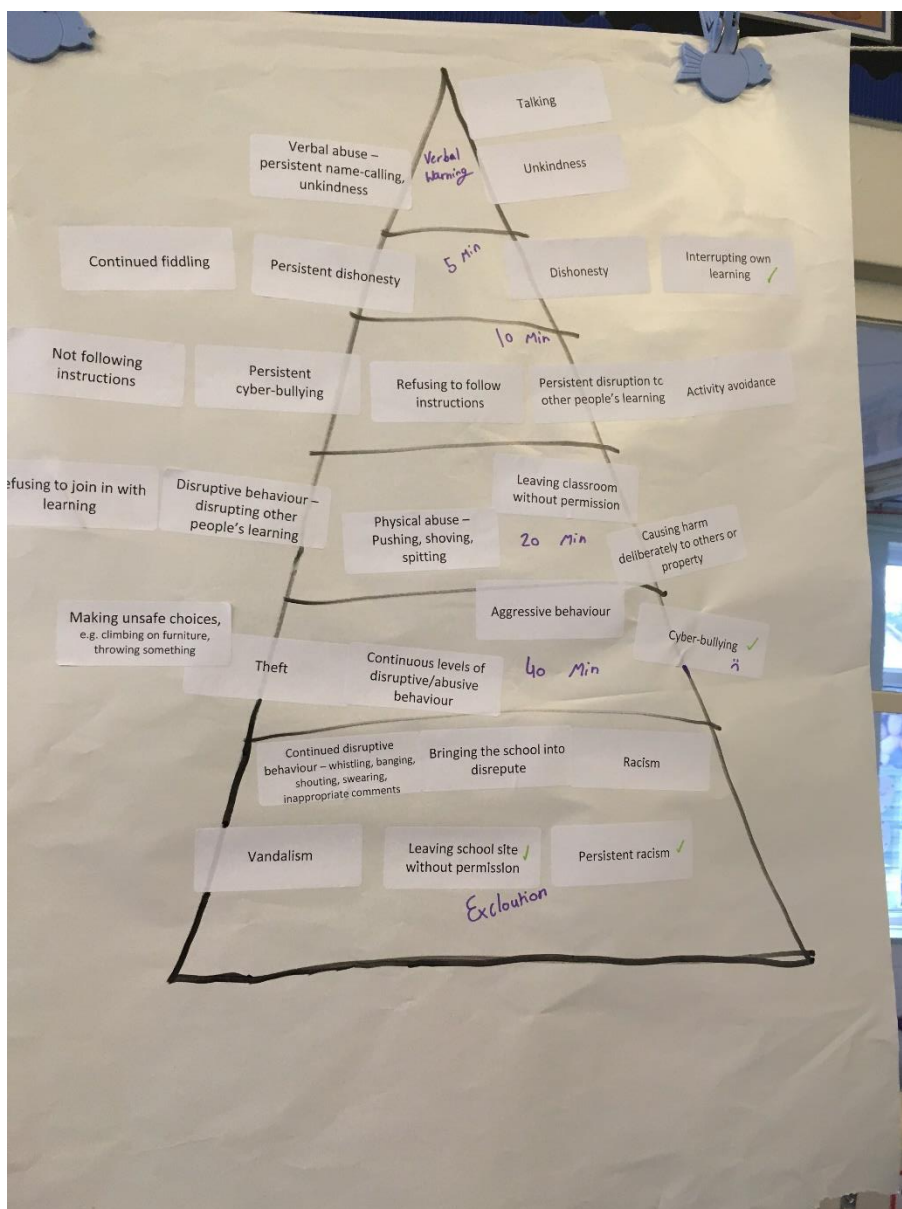 Talking
Verbal abuse –
persistent name-calling,
unkindness
Verbal
Warning
Unkindness
5 Min
Continued fiddling
Persistent dishonesty
Dishonesty
Interrupting own
learning
10 Min
Not following
instructions
Persistent
cyber-bullying
Refusing to follow
instructions
Persistent disruption to
other people's learning
Activity avoidance
efusing to join in with
learning
Disruptive behaviour –
disrupting other
people's learning
Physical abuse –
Pushing, shoving,
spitting
Leaving classroom
without permission
20 Min
Causing harm
deliberately to others or
property
Making unsafe choices,
e.g. climbing on furniture,
throwing something
Theft
Continuous levels of
disruptive/abusive
behaviour
Aggressive behaviour
40 Min
Cyber-bullying
Continued disruptive
behaviour – whistling, banging,
shouting, swearing,
inappropriate comments
Bringing the school into
disrepute
Racism
Vandalism
Leaving school site
without permission
Persistent racism
Excloution